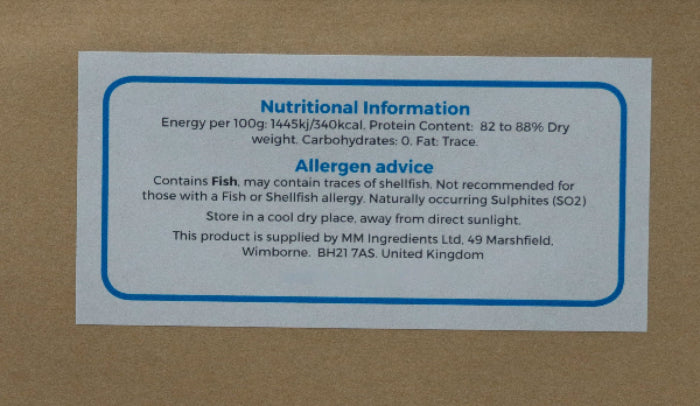 Nutritional Information
Energy per 100g: 1445kj/340kcal, Protein Content: 82 to 88% Dry
weight. Carbohydrates: 0. Fat: Trace.
Allergen advice
Contains Fish, may contain traces of shellfish. Not recommended for
those with a Fish or Shellfish allergy. Naturally occurring Sulphites (SO2)
Store in a cool dry place, away from direct sunlight.
This product is supplied by MM Ingredients Ltd, 49 Marshfield,
Wimborne. BH21 7AS. United Kingdom